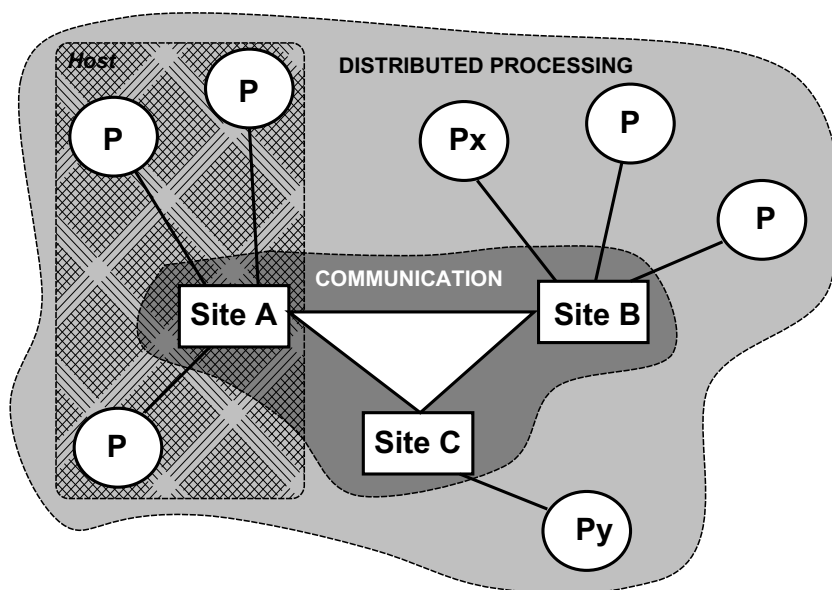 Host
DISTRIBUTED PROCESSING
P
P
Px
P
P
COMMUNICATION
Site A
Site B
Site C
P
Py